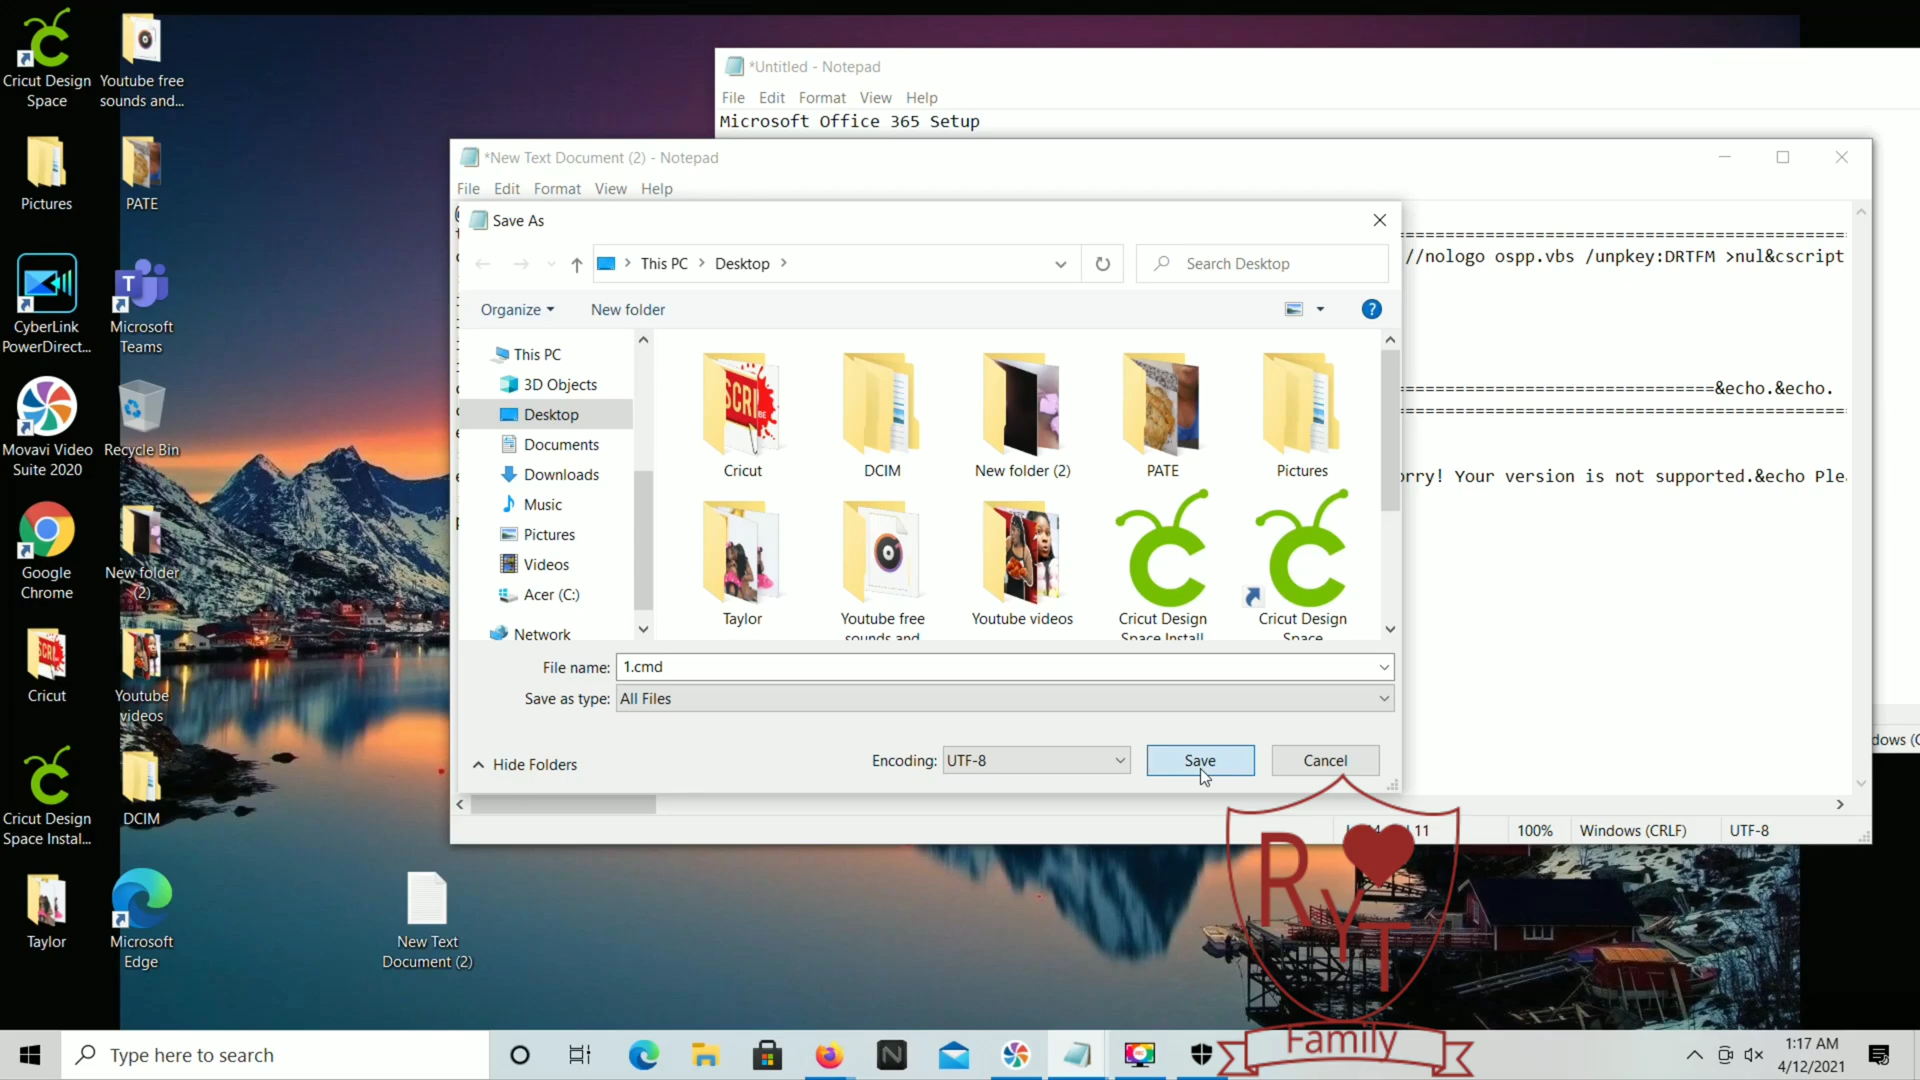 Cricut Design
Space
Youtube free
sounds and...
Pictures
PATE
CyberLink
PowerDirect...
Microsoft
Teams
Movavi Video
Suite 2020
Recycle Bin
Google
Chrome
New folder
(2)
Cricut
Youtube
videos
Cricut Design
Space Instal...
DCIM
Taylor
Microsoft
Edge
New Text
Document (2)
*Untitled - Notepad
File Edit Format View Help
Microsoft Office 365 Setup
*New Text Document (2) - Notepad
File Edit Format View Help
//nologo ospp.vbs /unpkey:DRTFM >nul&cscript
=&echo.&echo.
rry! Your version is not supported.&echo Ple
Save As
This PC > Desktop >
Search Desktop
Organize
New folder
This PC
3D Objects
Desktop
Documents
Downloads
Music
Pictures
Videos
Acer (C:)
Network
SCRI
Cricut
DCIM
New folder (2)
PATE
Pictures
Taylor
Youtube free
sounds and
Youtube videos
Cricut Design
Space Install
Cricut Design
Space
File name: 1.cmd
Save as type: All Files
Hide Folders
Encoding: UTF-8
Save
Cancel
11
100%
Windows (CRLF)
UTF-8
dows (C
RYT
Family
Type here to search
1:17 AM
4/12/2021